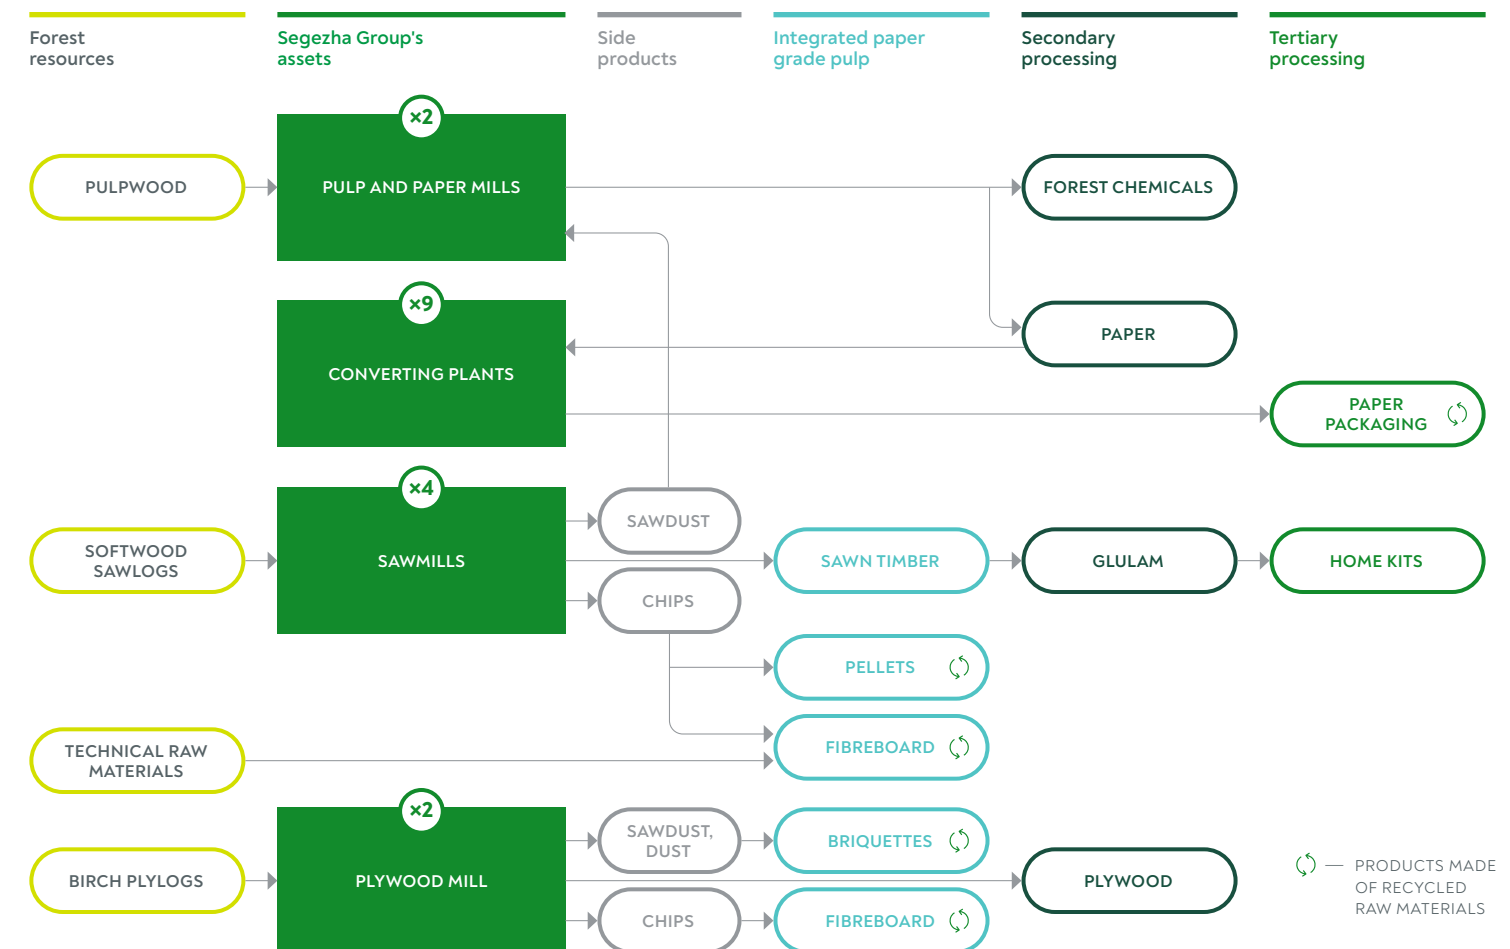 Forest
resources
Segezha Group's
assets
Side
products
Integrated paper
grade pulp
Secondary
processing
Tertiary
processing
×2
PULPWOOD
PULP AND PAPER MILLS
FOREST CHEMICALS
×9
CONVERTING PLANTS
PAPER
PAPER
PACKAGING
×4
SOFTWOOD
SAWLOGS
SAWMILLS
SAWDUST
CHIPS
SAWN TIMBER
GLULAM
HOME KITS
PELLETS
TECHNICAL RAW
MATERIALS
FIBREBOARD
×2
BIRCH PLYLOGS
PLYWOOD MILL
SAWDUST,
DUST
BRIQUETTES
PLYWOOD
CHIPS
FIBREBOARD
PRODUCTS MADE
OF RECYCLED
RAW MATERIALS